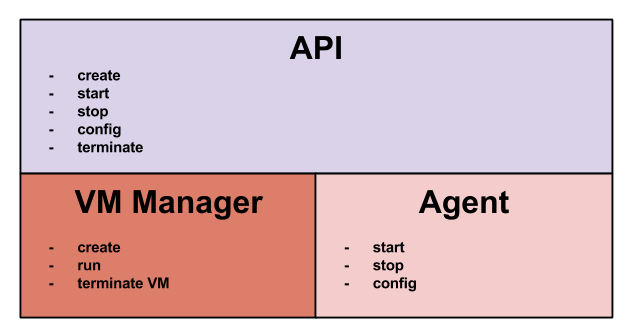 API
- create
- start
- stop
- config
- terminate
VM Manager
- create
- run
- terminate VM
Agent
- start
- stop
- config